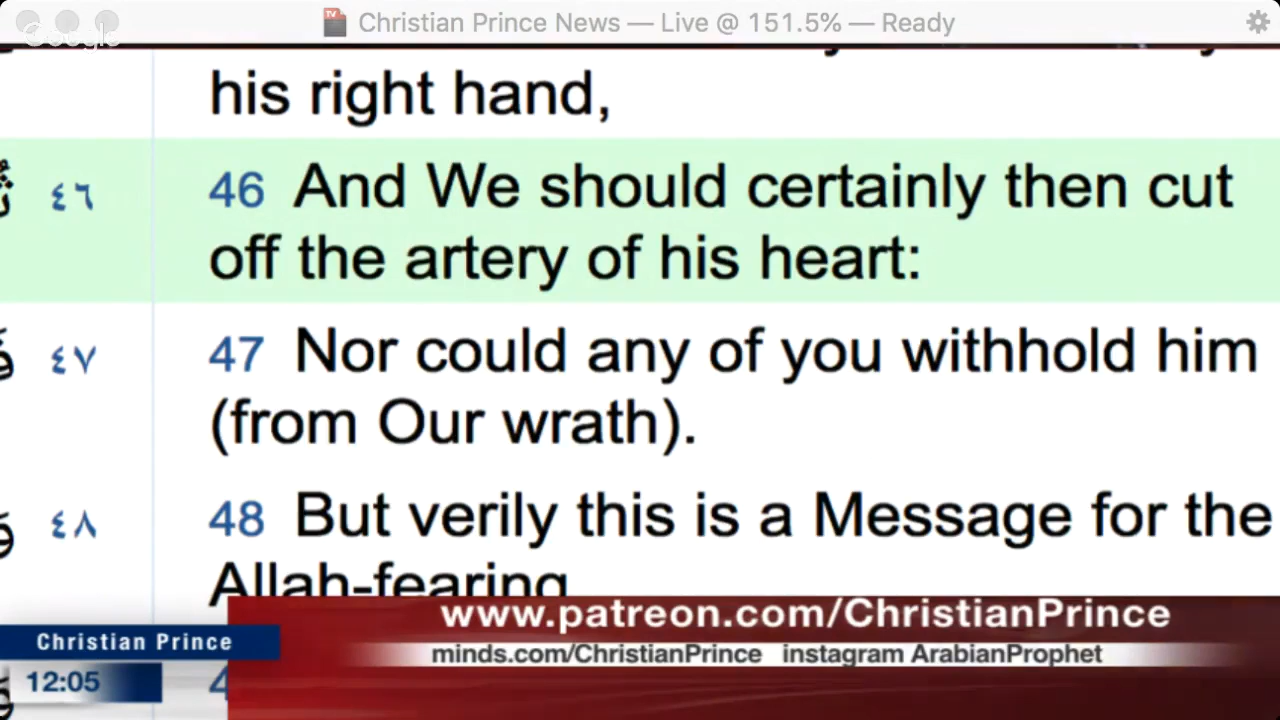 Christian Prince News — Live @ 151.5% — Ready
Google
his right hand,
٤٦ 46 And We should certainly then cut
off the artery of his heart:
٤٧ 47 Nor could any of you withhold him
(from Our wrath).
٤٨ 48 But verily this is a Message for the
Allah-fearing
www.patreon.com/ChristianPrince
Christian Prince
minds.com/ChristianPrince instagram ArabianProphet
12:05